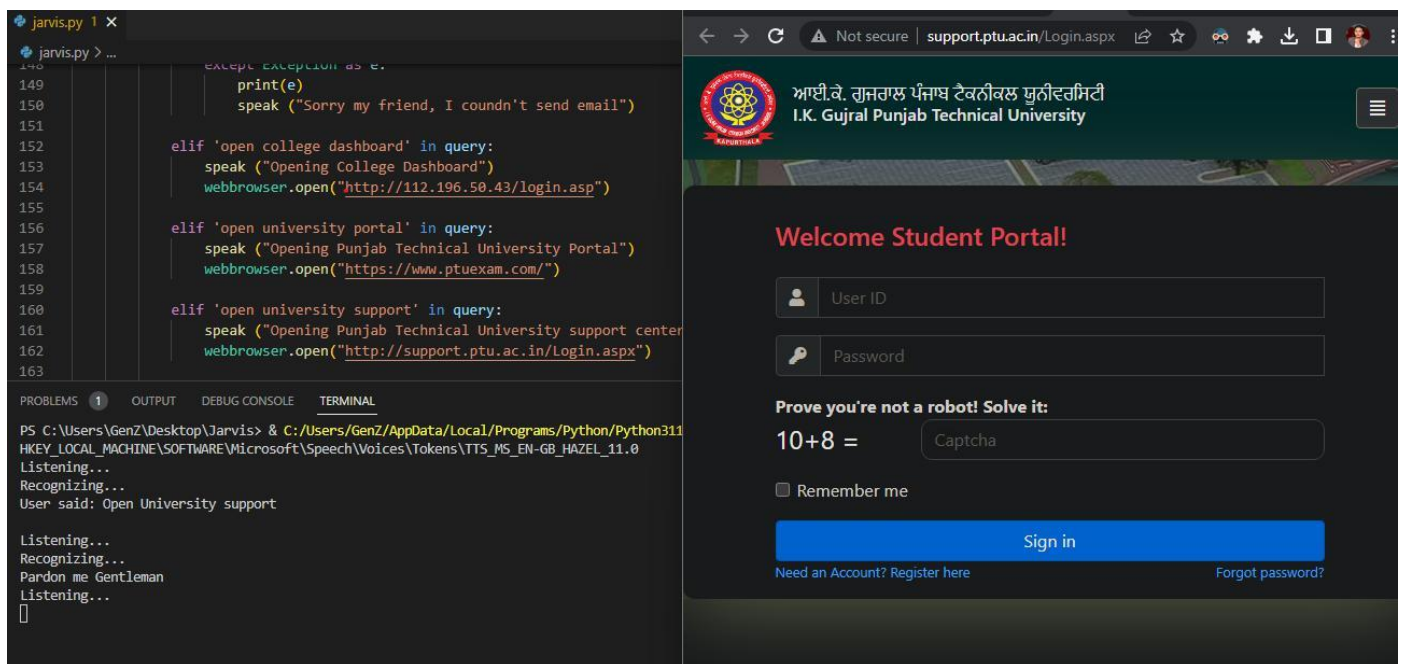 jarvis.py 1
jarvis.py > ...
148 except Exception as e:
149 print(e)
150 speak ("Sorry my friend, I coundn't send email")
151
152 elif 'open college dashboard' in query:
153 speak ("Opening College Dashboard")
154 webbrowser.open("http://112.196.50.43/login.asp")
155
156 elif 'open university portal' in query:
157 speak ("Opening Punjab Technical University Portal")
158 webbrowser.open("https://www.ptuexam.com/")
159
160 elif 'open university support' in query:
161 speak ("Opening Punjab Technical University support center
162 webbrowser.open("http://support.ptu.ac.in/Login.aspx")
163
PROBLEMS 1 OUTPUT DEBUG CONSOLE TERMINAL
PS C:\Users\GenZ\Desktop\Jarvis> & C:/Users/GenZ/AppData/Local/Programs/Python/Python311
HKEY_LOCAL_MACHINE\SOFTWARE\Microsoft\Speech\Voices\Tokens\TTS_MS_EN-GB_HAZEL_11.0
Listening...
Recognizing...
User said: Open University support
Listening...
Recognizing...
Pardon me Gentleman
Listening...
Not secure | support.ptu.ac.in/Login.aspx
ਆਈ.ਕੇ. ਗੁਜਰਾਲ ਪੰਜਾਬ ਟੈਕਨੀਕਲ ਯੂਨੀਵਰਸਿਟੀ
I.K. Gujral Punjab Technical University
KAPURTHALA
Welcome Student Portal!
User ID
Password
Prove you're not a robot! Solve it:
10+8 = Captcha
Remember me
Sign in
Need an Account? Register here Forgot password?